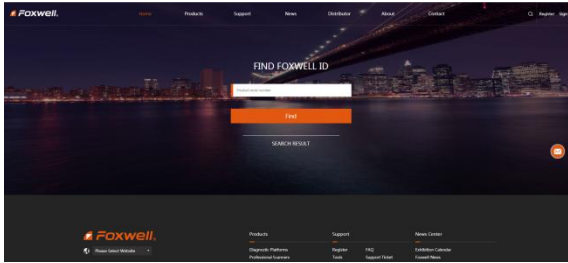 Foxwell.
Home Products Support News Distributor About Contact Register Sign
FIND FOXWELL ID
Product serial number
Find
SEARCH RESULT
Foxwell.
Please Select Website
Products Support News Center
Diagnostic Platforms Register FAQ Exhibition Calendar
Professional Scanners Tools Support Ticket Foxwell News